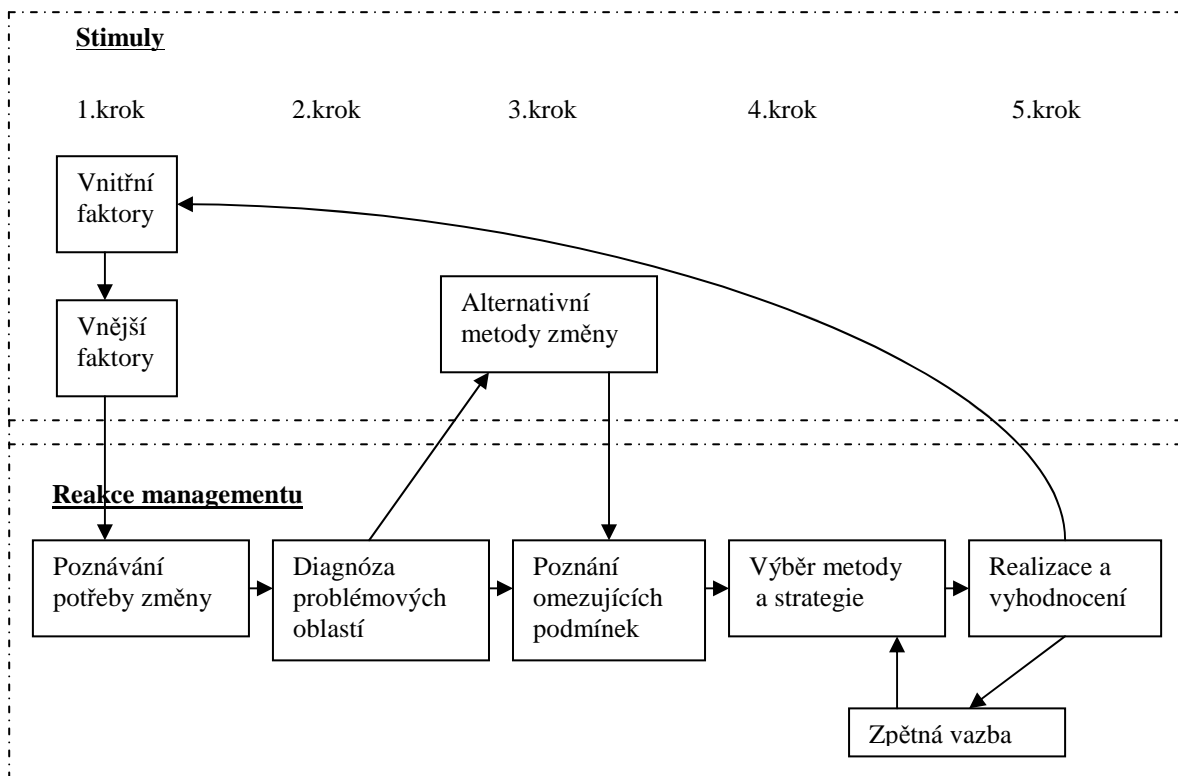 Stimuly
1.krok 2.krok 3.krok 4.krok 5.krok
Vnitřní
faktory
Vnější
faktory
Alternativní
metody změny
Reakce managementu
Poznávání
potřeby změny
Diagnóza
problémových
oblastí
Poznání
omezujících
podmínek
Výběr metody
a strategie
Realizace a
vyhodnocení
Zpětná vazba